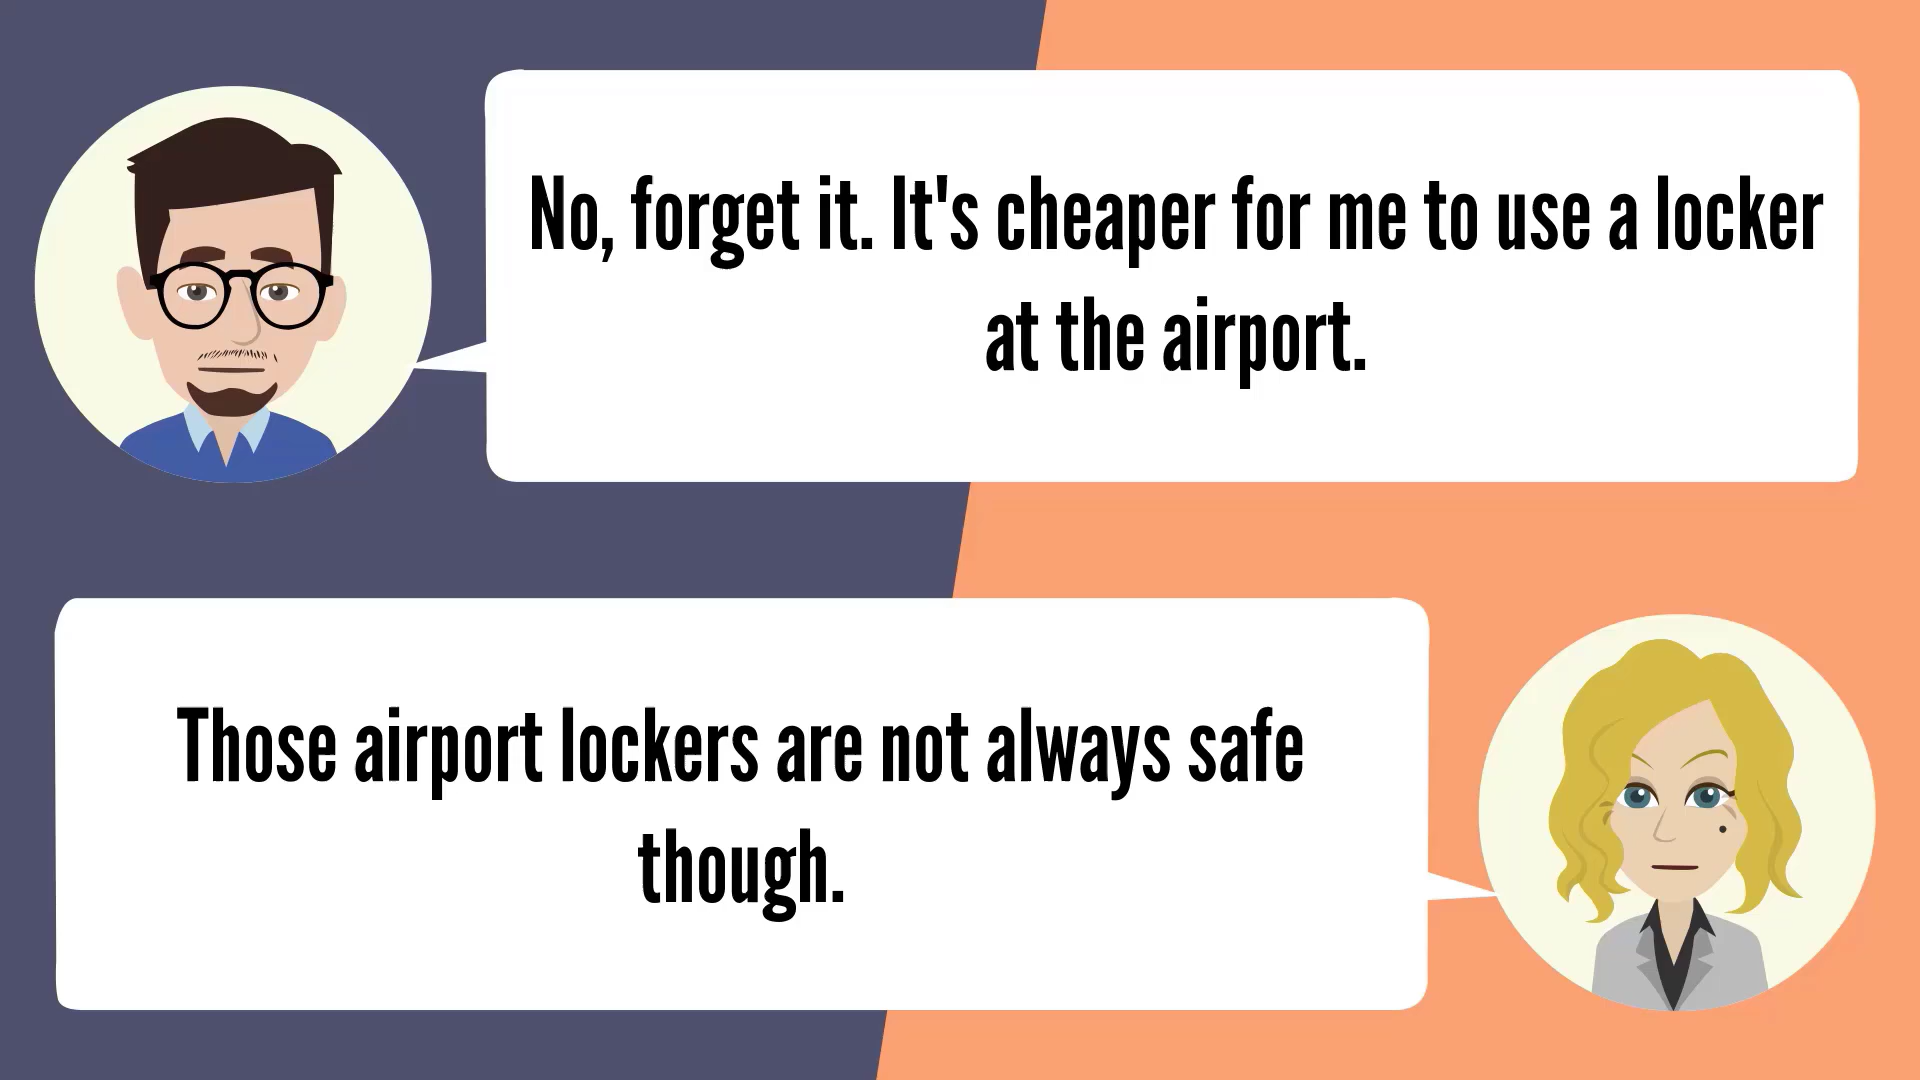 No, forget it. It's cheaper for me to use a locker
at the airport.
Those airport lockers are not always safe
though.